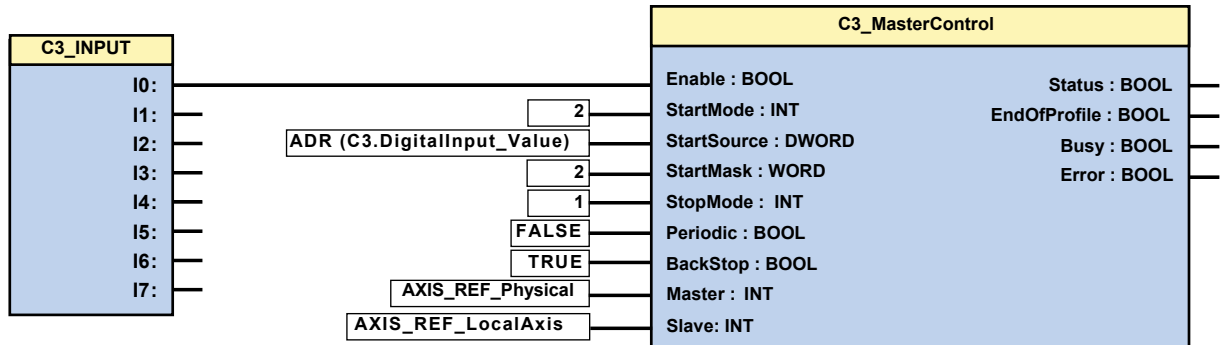 C3_INPUT
I0:
I1:
I2:
I3:
I4:
I5:
I6:
I7:
2
ADR (C3.DigitalInput_Value)
2
1
FALSE
TRUE
AXIS_REF_Physical
AXIS_REF_LocalAxis
C3_MasterControl
Enable : BOOL
StartMode : INT
StartSource : DWORD
StartMask : WORD
StopMode : INT
Periodic : BOOL
BackStop : BOOL
Master : INT
Slave: INT
Status : BOOL
EndOfProfile : BOOL
Busy : BOOL
Error : BOOL